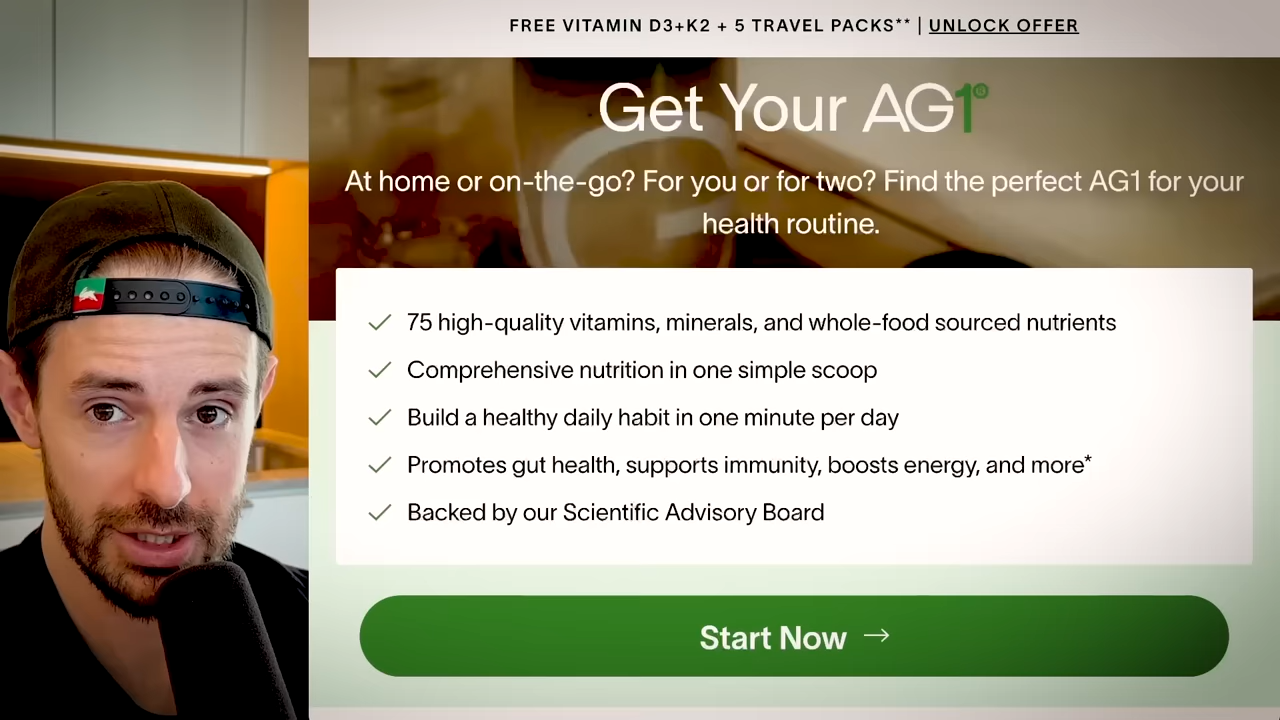 FREE VITAMIN D3+K2 + 5 TRAVEL PACKS** | UNLOCK OFFER
Get Your AG1®
At home or on-the-go? For you or for two? Find the perfect AG1 for your
health routine.
75 high-quality vitamins, minerals, and whole-food sourced nutrients
Comprehensive nutrition in one simple scoop
Build a healthy daily habit in one minute per day
Promotes gut health, supports immunity, boosts energy, and more*
Backed by our Scientific Advisory Board
Start Now →